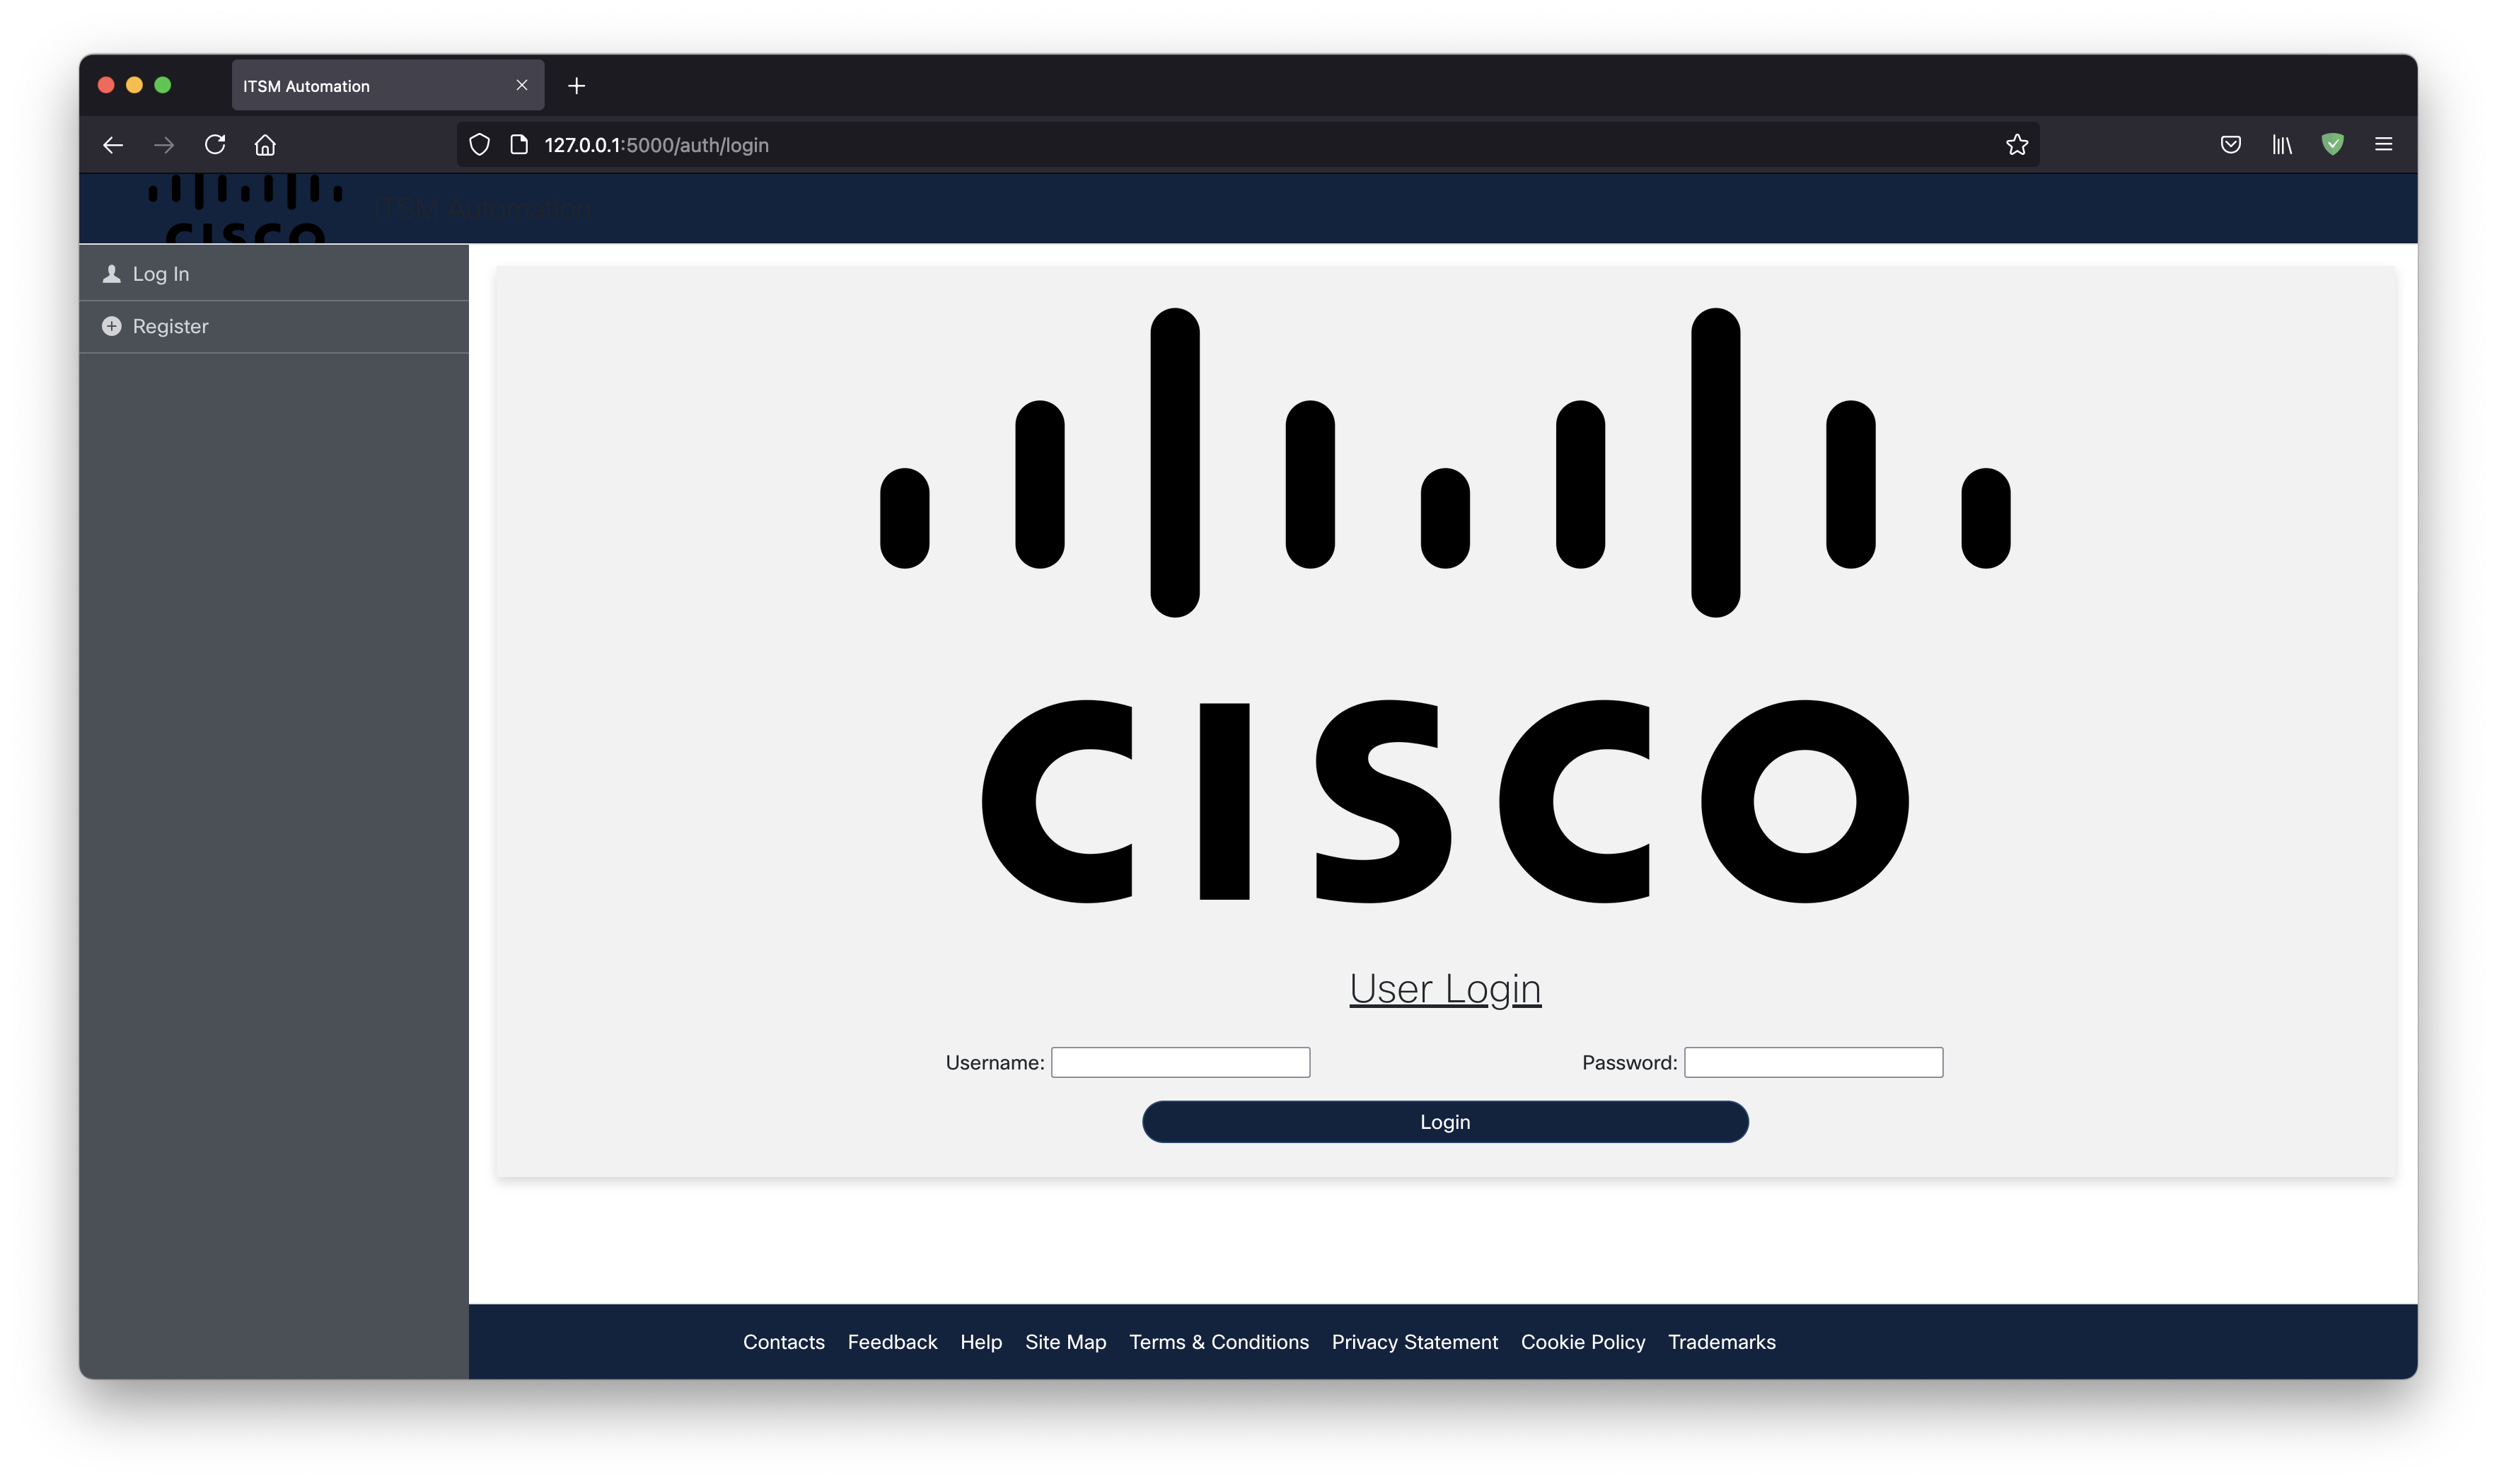 ITSM Automation
127.0.0.1:5000/auth/login
CISCO
ITSM Automation
Log In
Register
CISCO
User Login
Username:
Password:
Login
Contacts Feedback Help Site Map Terms & Conditions Privacy Statement Cookie Policy Trademarks